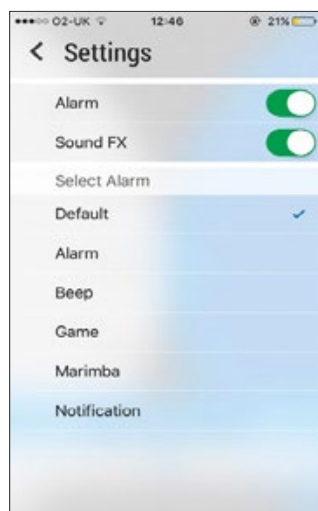 O2-UK 12:46 21%
Settings
Alarm
Sound FX
Select Alarm
Default
Alarm
Beep
Game
Marimba
Notification